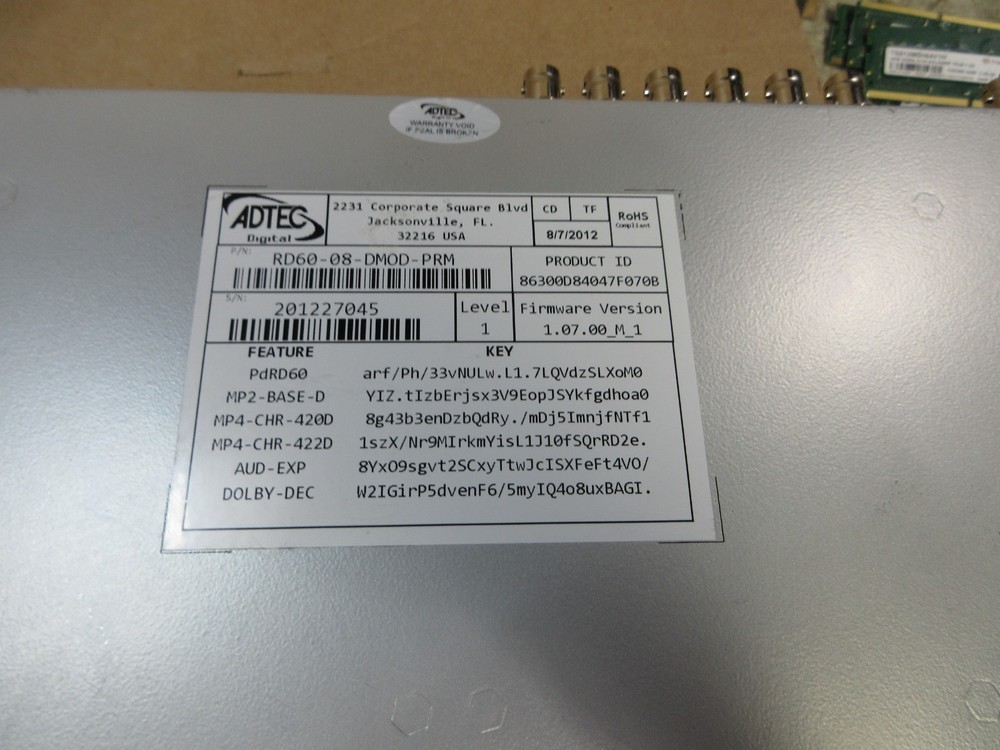 ADTEC
Digital
WARRANTY VOID
IF SEAL IS BROKEN
ADTEC
Digital
2231 Corporate Square Blvd
Jacksonville, FL.
32216 USA
CD TF
8/7/2012
RoHS
Compliant
P/N:
RD60-08-DMOD-PRM
PRODUCT ID
86300D84047F070B
S/N:
201227045
Level
1
Firmware Version
1.07.00_M_1
FEATURE KEY
PdRD60 arf/Ph/33vNULw.L1.7LQVdzSLXoM0
MP2-BASE-D YIZ.tIzbErjsx3V9EopJSYkfgdhoa0
MP4-CHR-420D 8g43b3enDzbQdRy./mDj5ImnjfNTf1
MP4-CHR-422D 1szX/Nr9MIrkmYisL1J10fSQrRD2e.
AUD-EXP 8YxO9sgvt2SCxyTtwJcISXFeFt4VO/
DOLBY-DEC W2IGirP5dvenF6/5myIQ4o8uxBAGI.